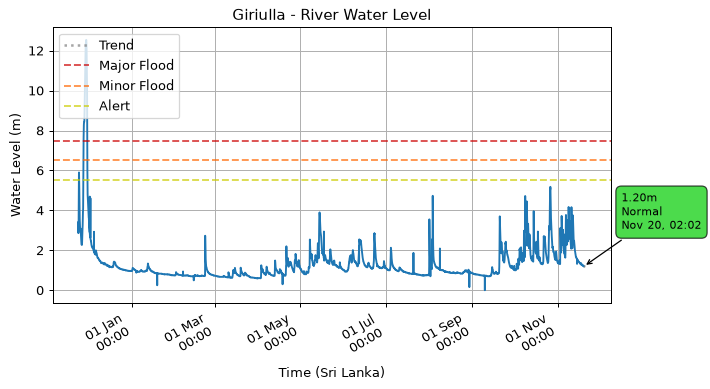 Giriulla - River Water Level
Trend
Major Flood
Minor Flood
Alert
Water Level (m)
12
10
8
6
4
2
0
1.20m
Normal
Nov 20, 02:02
01 Jan
00:00
01 Mar
00:00
01 May
00:00
01 Jul
00:00
01 Sep
00:00
01 Nov
00:00
Time (Sri Lanka)